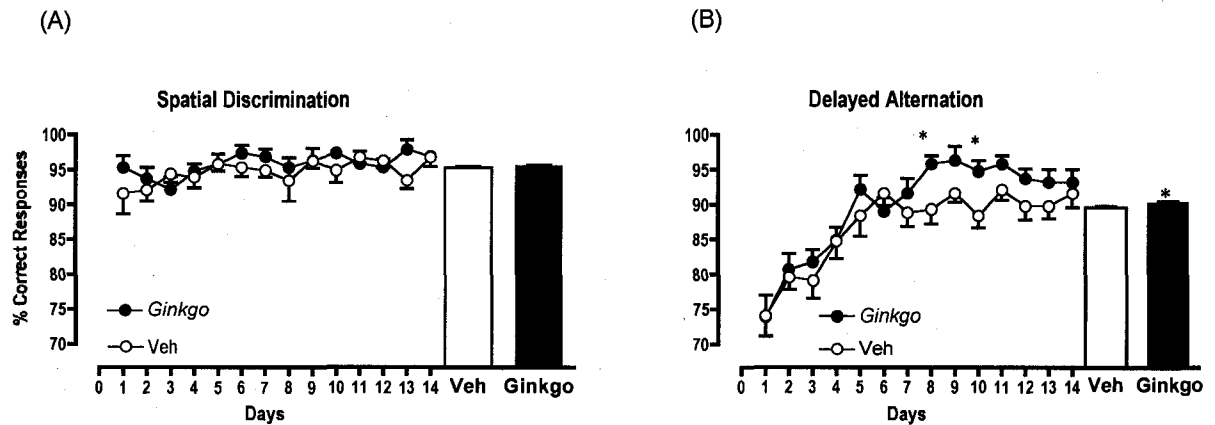 (A)
(B)
Spatial Discrimination
% Correct Responses
100
95
90
85
80
75
70
Ginkgo
Veh
0 1 2 3 4 5 6 7 8 9 10 11 12 13 14 Veh Ginkgo
Days
Delayed Alternation
* *
100
95
90
85
80
75
70
*
Ginkgo
Veh
0 1 2 3 4 5 6 7 8 9 10 11 12 13 14 Veh Ginkgo
Days